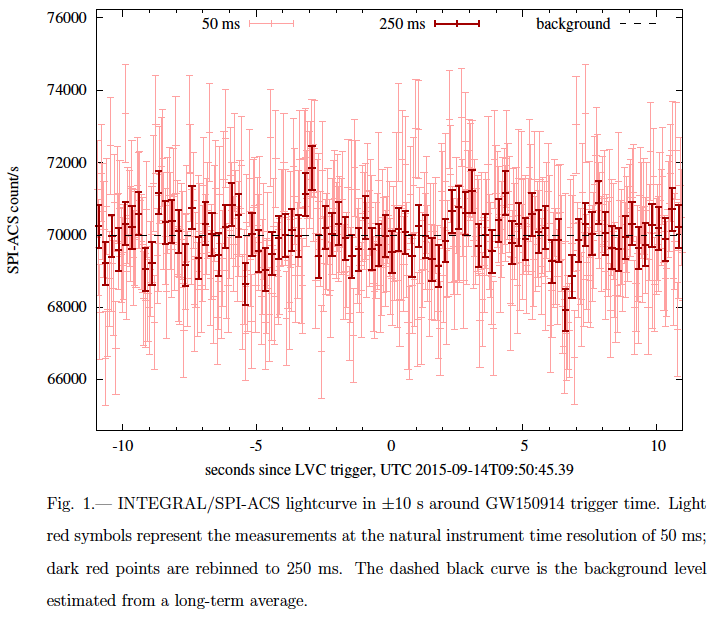 76000
50 ms
250 ms
background
74000
72000
70000
68000
66000
SPI-ACS count/s
-10
-5
0
5
10
seconds since LVC trigger, UTC 2015-09-14T09:50:45.39
Fig. 1.— INTEGRAL/SPI-ACS lightcurve in ±10 s around GW150914 trigger time. Light
red symbols represent the measurements at the natural instrument time resolution of 50 ms;
dark red points are rebinned to 250 ms. The dashed black curve is the background level
estimated from a long-term average.